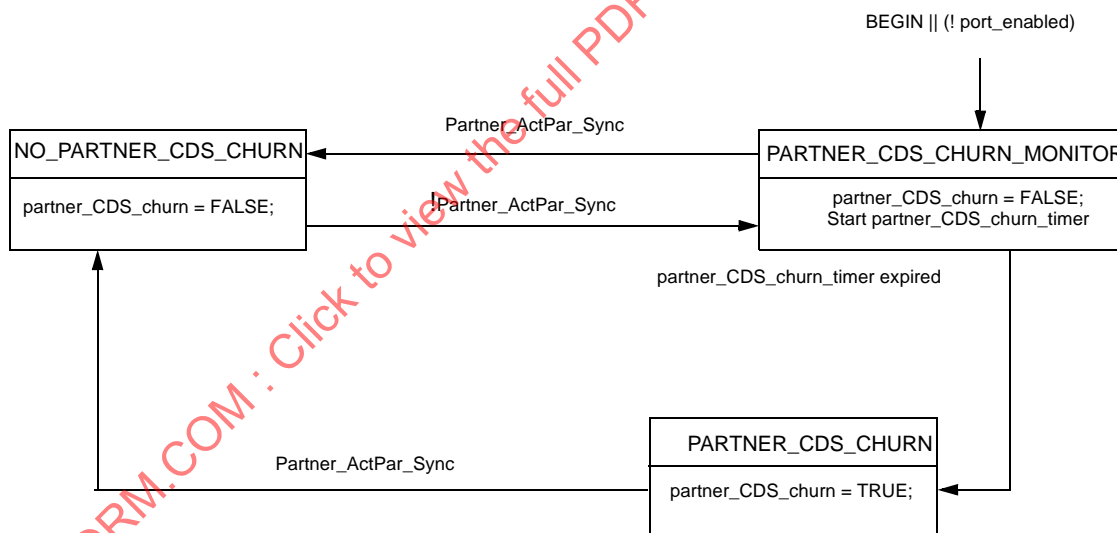 BEGIN || (! port_enabled)
Partner_ActPar_Sync
NO_PARTNER_CDS_CHURN
PARTNER_CDS_CHURN_MONITOR
partner_CDS_churn = FALSE;
!Partner_ActPar_Sync
partner_CDS_churn = FALSE;
Start partner_CDS_churn_timer
partner_CDS_churn_timer expired
PARTNER_CDS_CHURN
Partner_ActPar_Sync
partner_CDS_churn = TRUE;
RM.COM : Click to view the full PDF